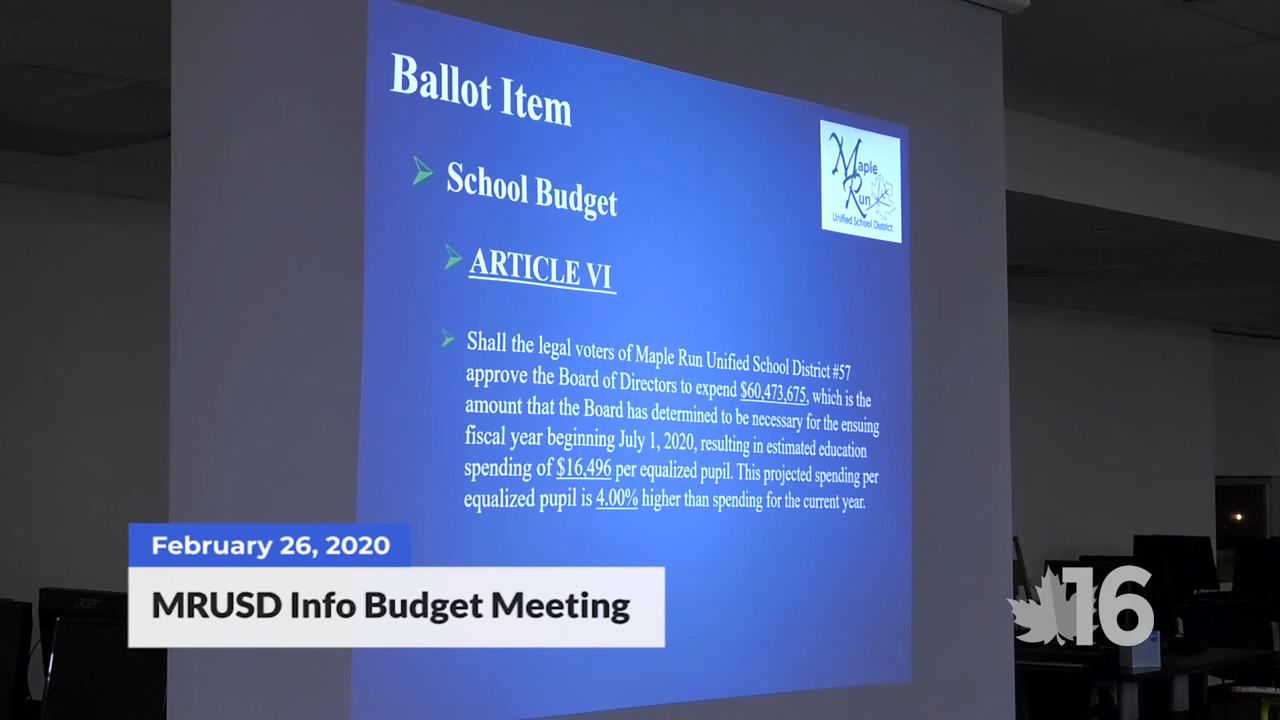 Ballot Item
School Budget
ARTICLE VI
Shall the legal voters of Maple Run Unified School District #57
approve the Board of Directors to expend $60,473,675, which is the
amount that the Board has determined to be necessary for the ensuing
fiscal year beginning July 1, 2020, resulting in estimated education
spending of $16,496 per equalized pupil. This projected spending per
equalized pupil is 4.00% higher than spending for the current year.
Maple
Run
Unified School District
February 26, 2020
MRUSD Info Budget Meeting
16
acer